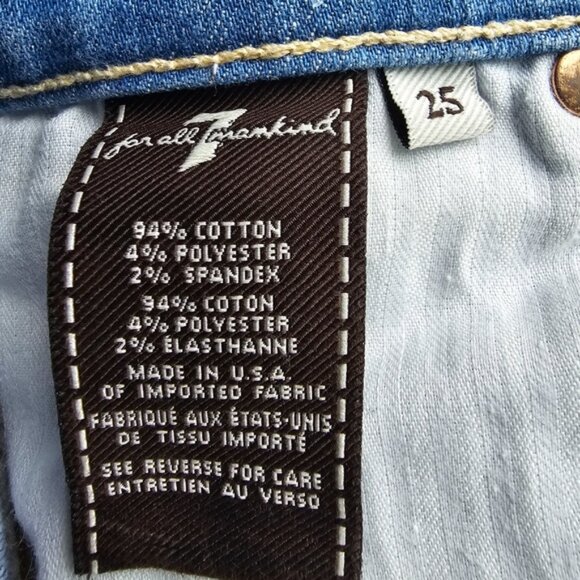 for all 7 mankind
25
94% COTTON
4% POLYESTER
2% SPANDEX
94% COTON
4% POLYESTER
2% ÉLASTHANNE
MADE IN U.S.A.
OF IMPORTED FABRIC
FABRIQUÉ AUX ÉTATS-UNIS
DE TISSU IMPORTÉ
SEE REVERSE FOR CARE
ENTRETIEN AU VERSO